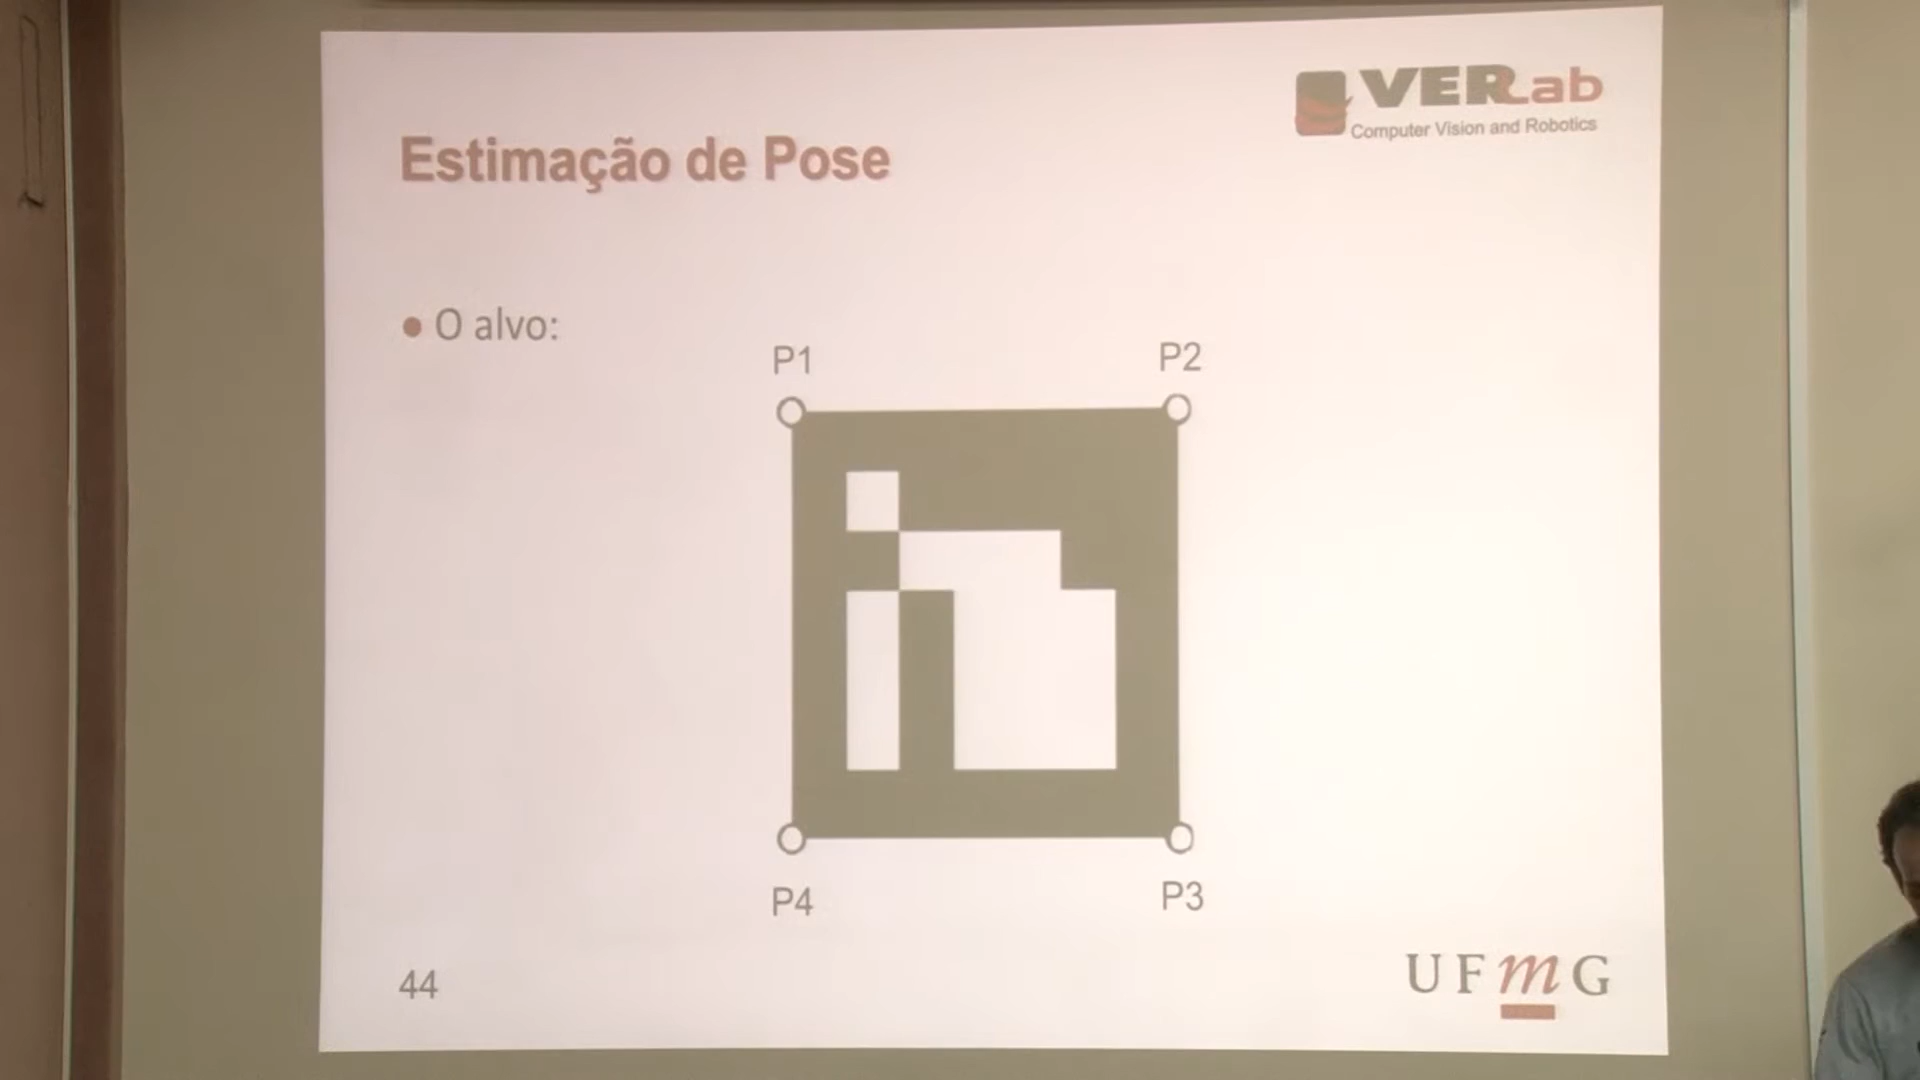 VERLab
Computer Vision and Robotics
Estimação de Pose
• O alvo:
P1
P2
P4
P3
44
UFmG